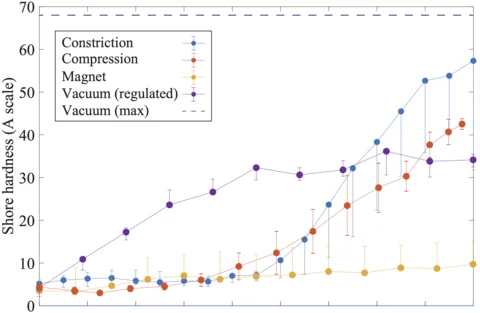 70
60
50
40
30
20
10
0
Shore hardness (A scale)
Constriction
Compression
Magnet
Vacuum (regulated)
Vacuum (max)